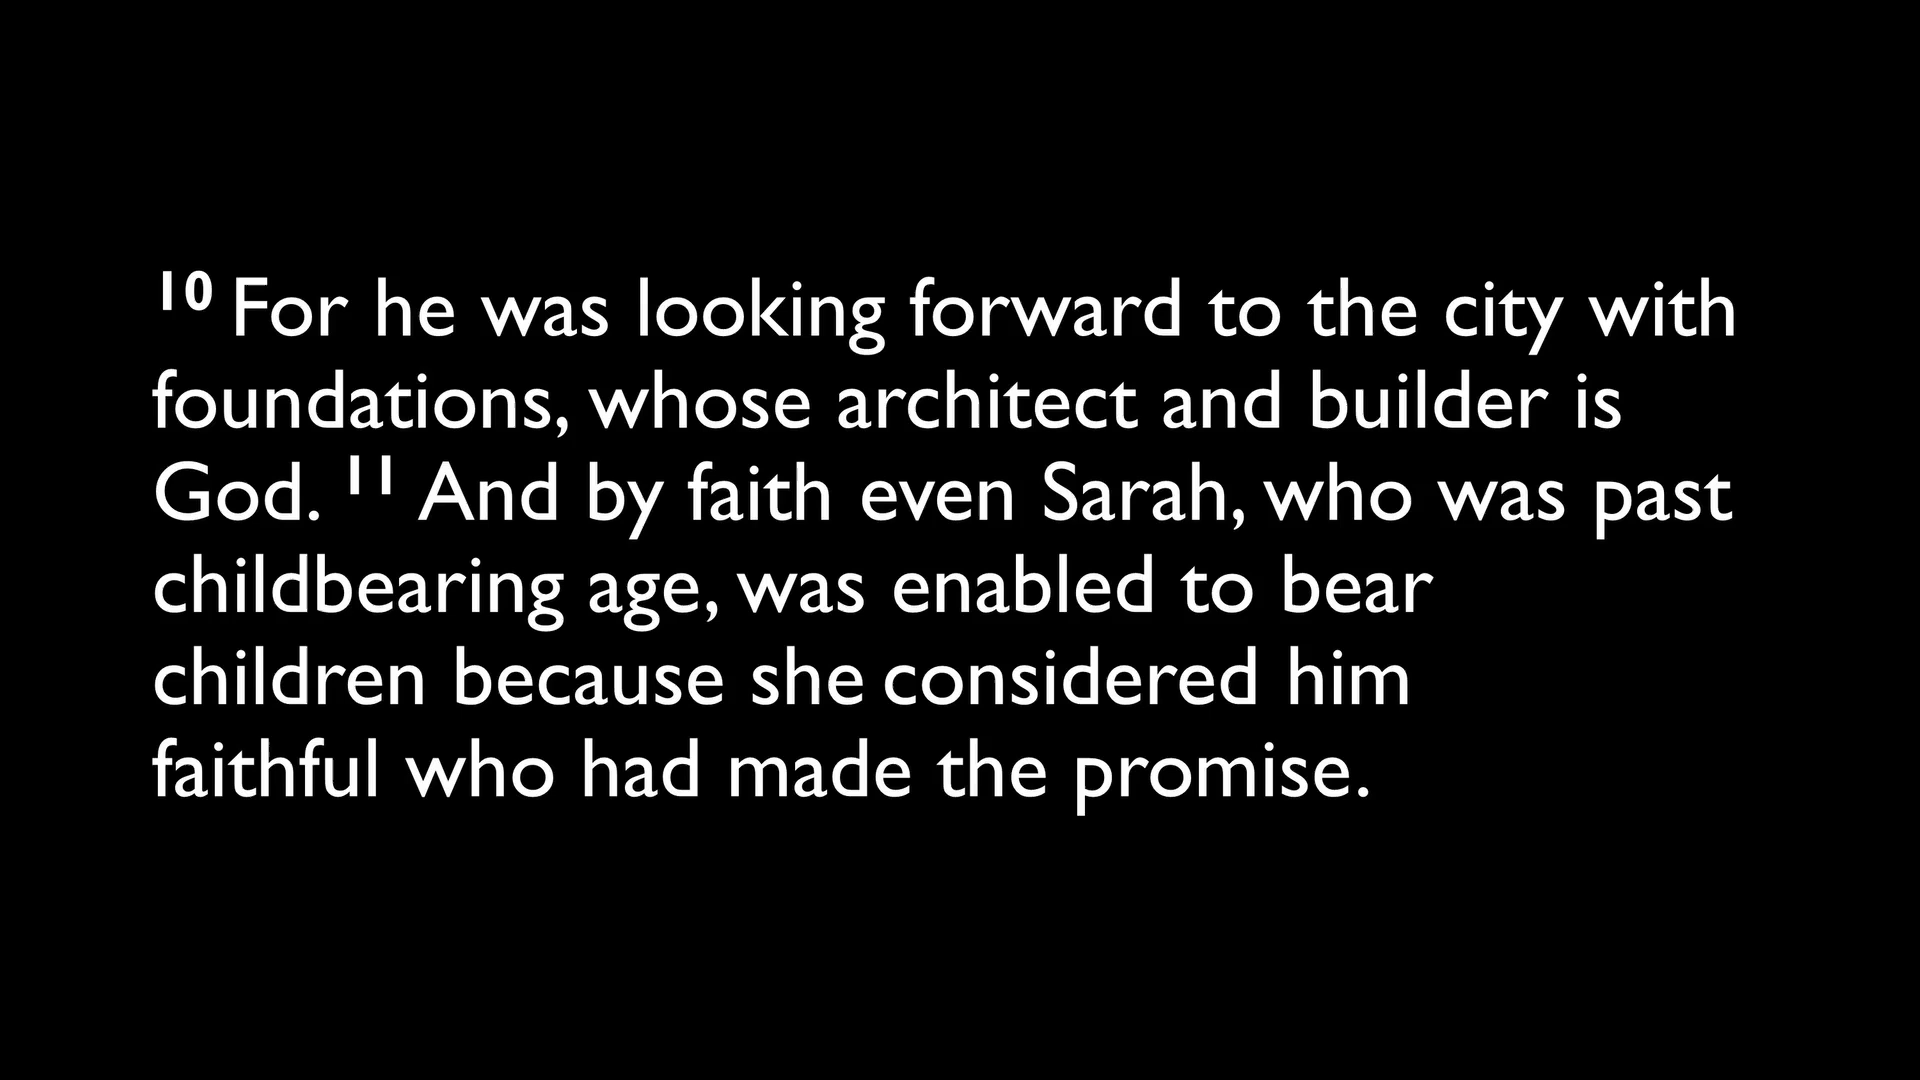 10 For he was looking forward to the city with
foundations, whose architect and builder is
God. 11 And by faith even Sarah, who was past
childbearing age, was enabled to bear
children because she considered him
faithful who had made the promise.